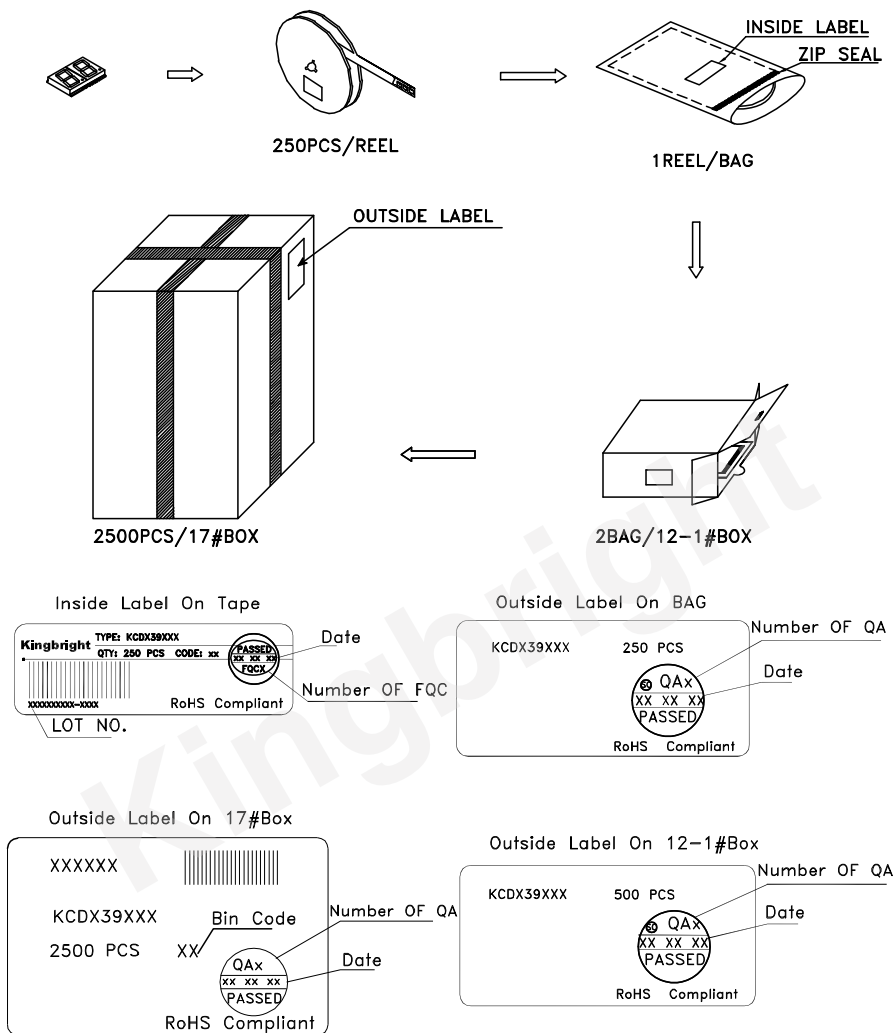 INSIDE LABEL
ZIP SEAL
250PCS/REEL
1REEL/BAG
OUTSIDE LABEL
2500PCS/17#BOX
2BAG/12-1#BOX
Inside Label On Tape
Kingbright
TYPE: KCDX39XXX
QTY: 250 PCS CODE: xx
PASSED
XX XX XX
FQCX
Date
Number OF FQC
XXXXXXXXXX-XXXX
RoHS Compliant
LOT NO.
Outside Label On BAG
KCDX39XXX 250 PCS
QAx
XX XX XX
PASSED
Number OF QA
Date
RoHS Compliant
Outside Label On 17#Box
XXXXXX
KCDX39XXX
Bin Code
2500 PCS XX
QAx
XX XX XX
PASSED
Number OF QA
Date
RoHS Compliant
Outside Label On 12-1#Box
KCDX39XXX 500 PCS
QAx
XX XX XX
PASSED
Number OF QA
Date
RoHS Compliant
Kingbright